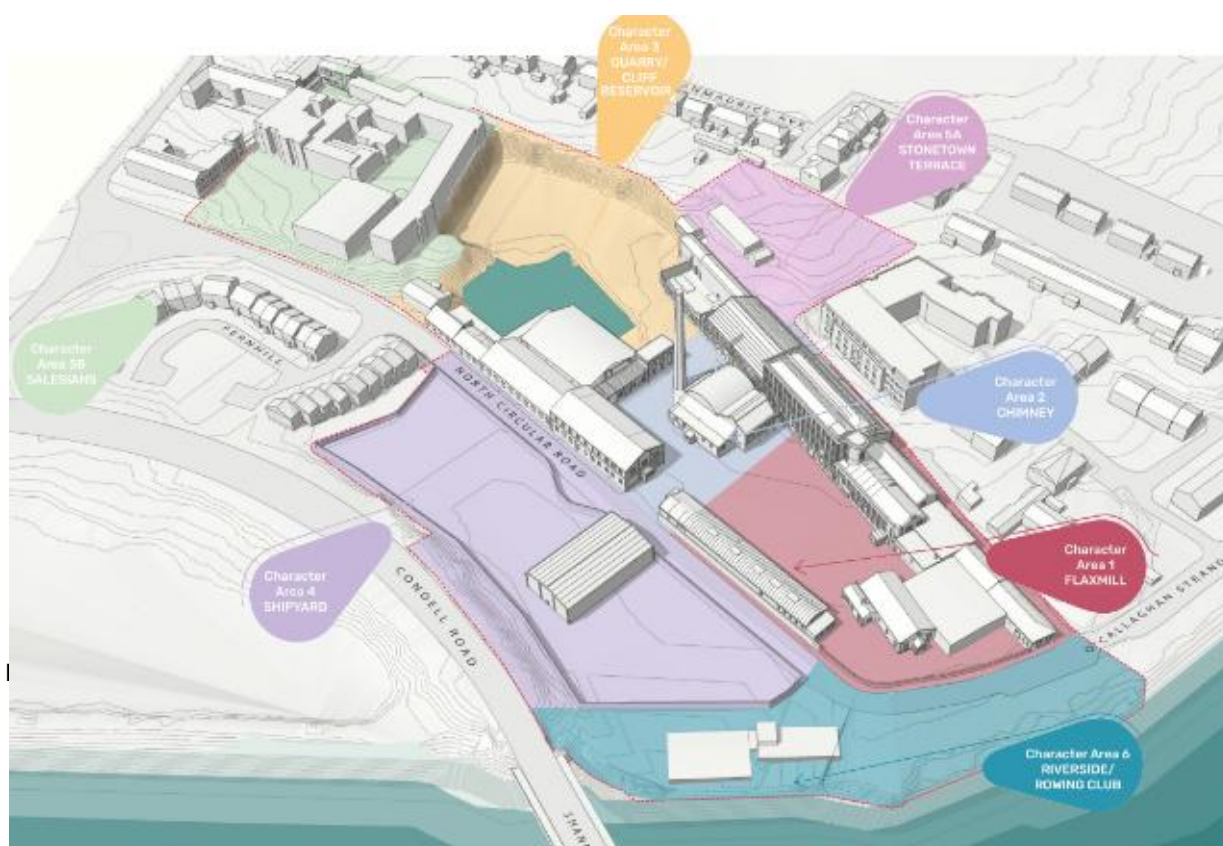 Character
Area 3
QUARRY/
CLIFF
RESERVOIR
Character
Area 5A
STONETOWN
TERRACE
Character
Area 5B
SALESIANS
FERNHILL
NORTH CIRCULAR ROAD
Character
Area 2
CHIMNEY
Character
Area 4
SHIPYARD
CONDELL ROAD
Character
Area 1
FLAXMILL
O'CALLAGHAN STRAND
Character Area 6
RIVERSIDE/
ROWING CLUB
SHAN